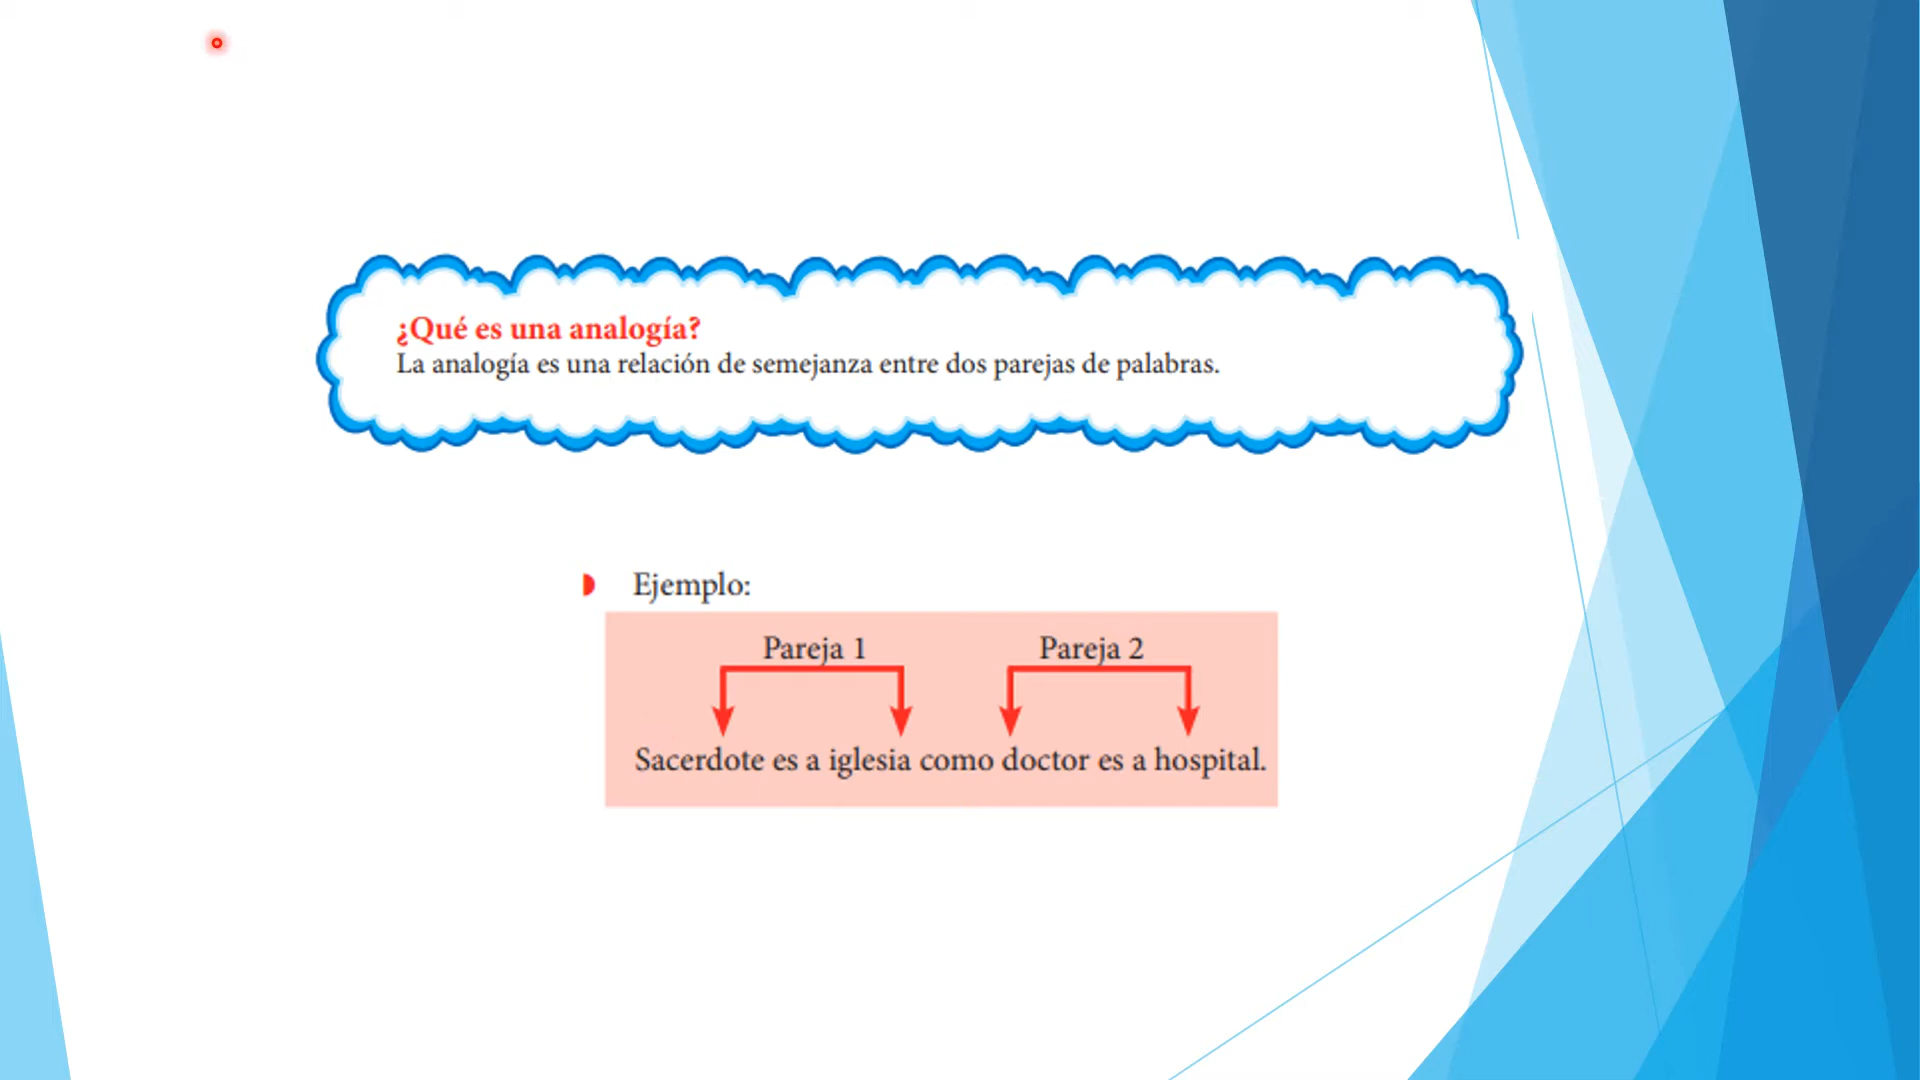 ¿Qué es una analogía?
La analogía es una relación de semejanza entre dos parejas de palabras.
Ejemplo:
Pareja 1 Pareja 2
Sacerdote es a iglesia como doctor es a hospital.